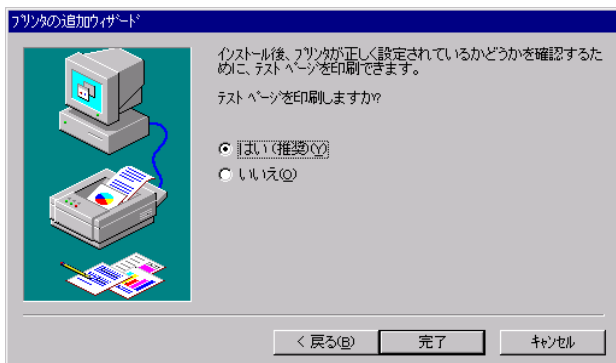 プリンタの追加ウィザード
インストール後、プリンタが正しく設定されているかどうかを確認するた
めに、テスト ページを印刷できます。
テスト ページを印刷しますか?
はい(推奨)(Y)
いいえ(O)
< 戻る(B)
完了
キャンセル